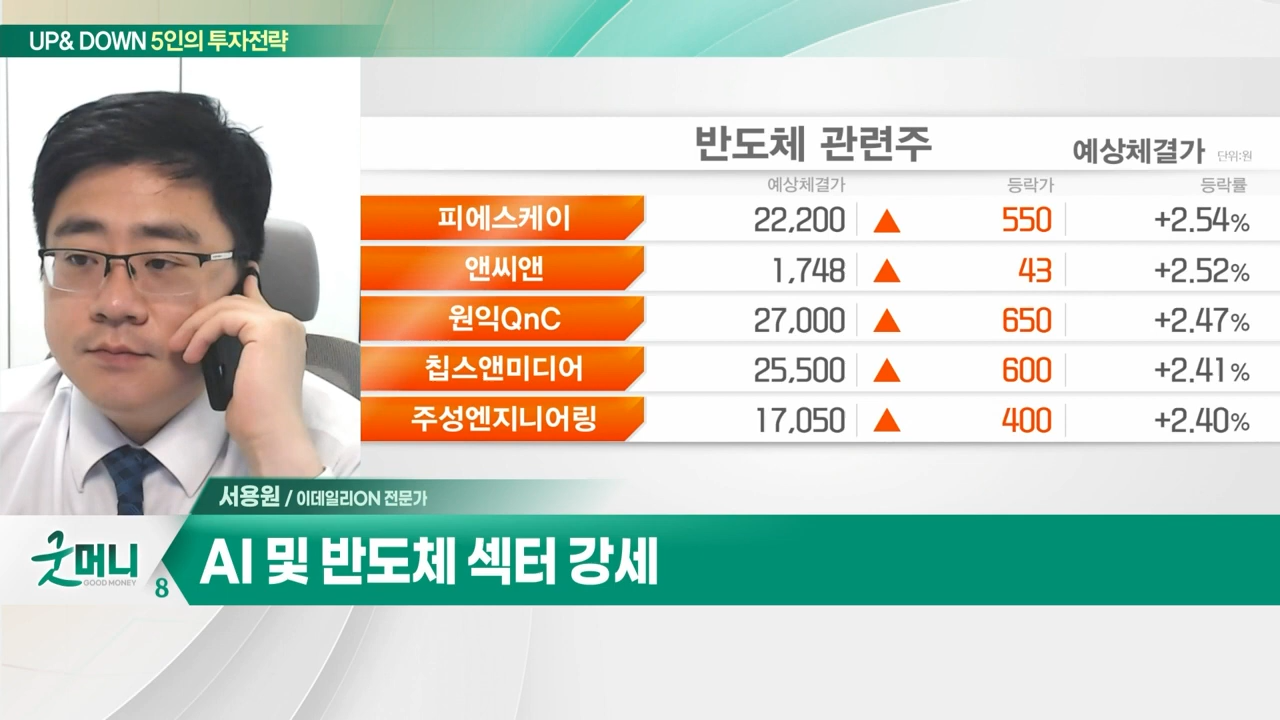 UP& DOWN 5인의 투자전략
반도체 관련주 예상체결가 단위:원
예상체결가 등락가 등락률
피에스케이 22,200 ▲ 550 +2.54%
앤씨앤 1,748 ▲ 43 +2.52%
원익QnC 27,000 ▲ 650 +2.47%
칩스앤미디어 25,500 ▲ 600 +2.41%
주성엔지니어링 17,050 ▲ 400 +2.40%
서용원 / 이데일리ON 전문가
굿머니
GOOD MONEY
8
AI 및 반도체 섹터 강세